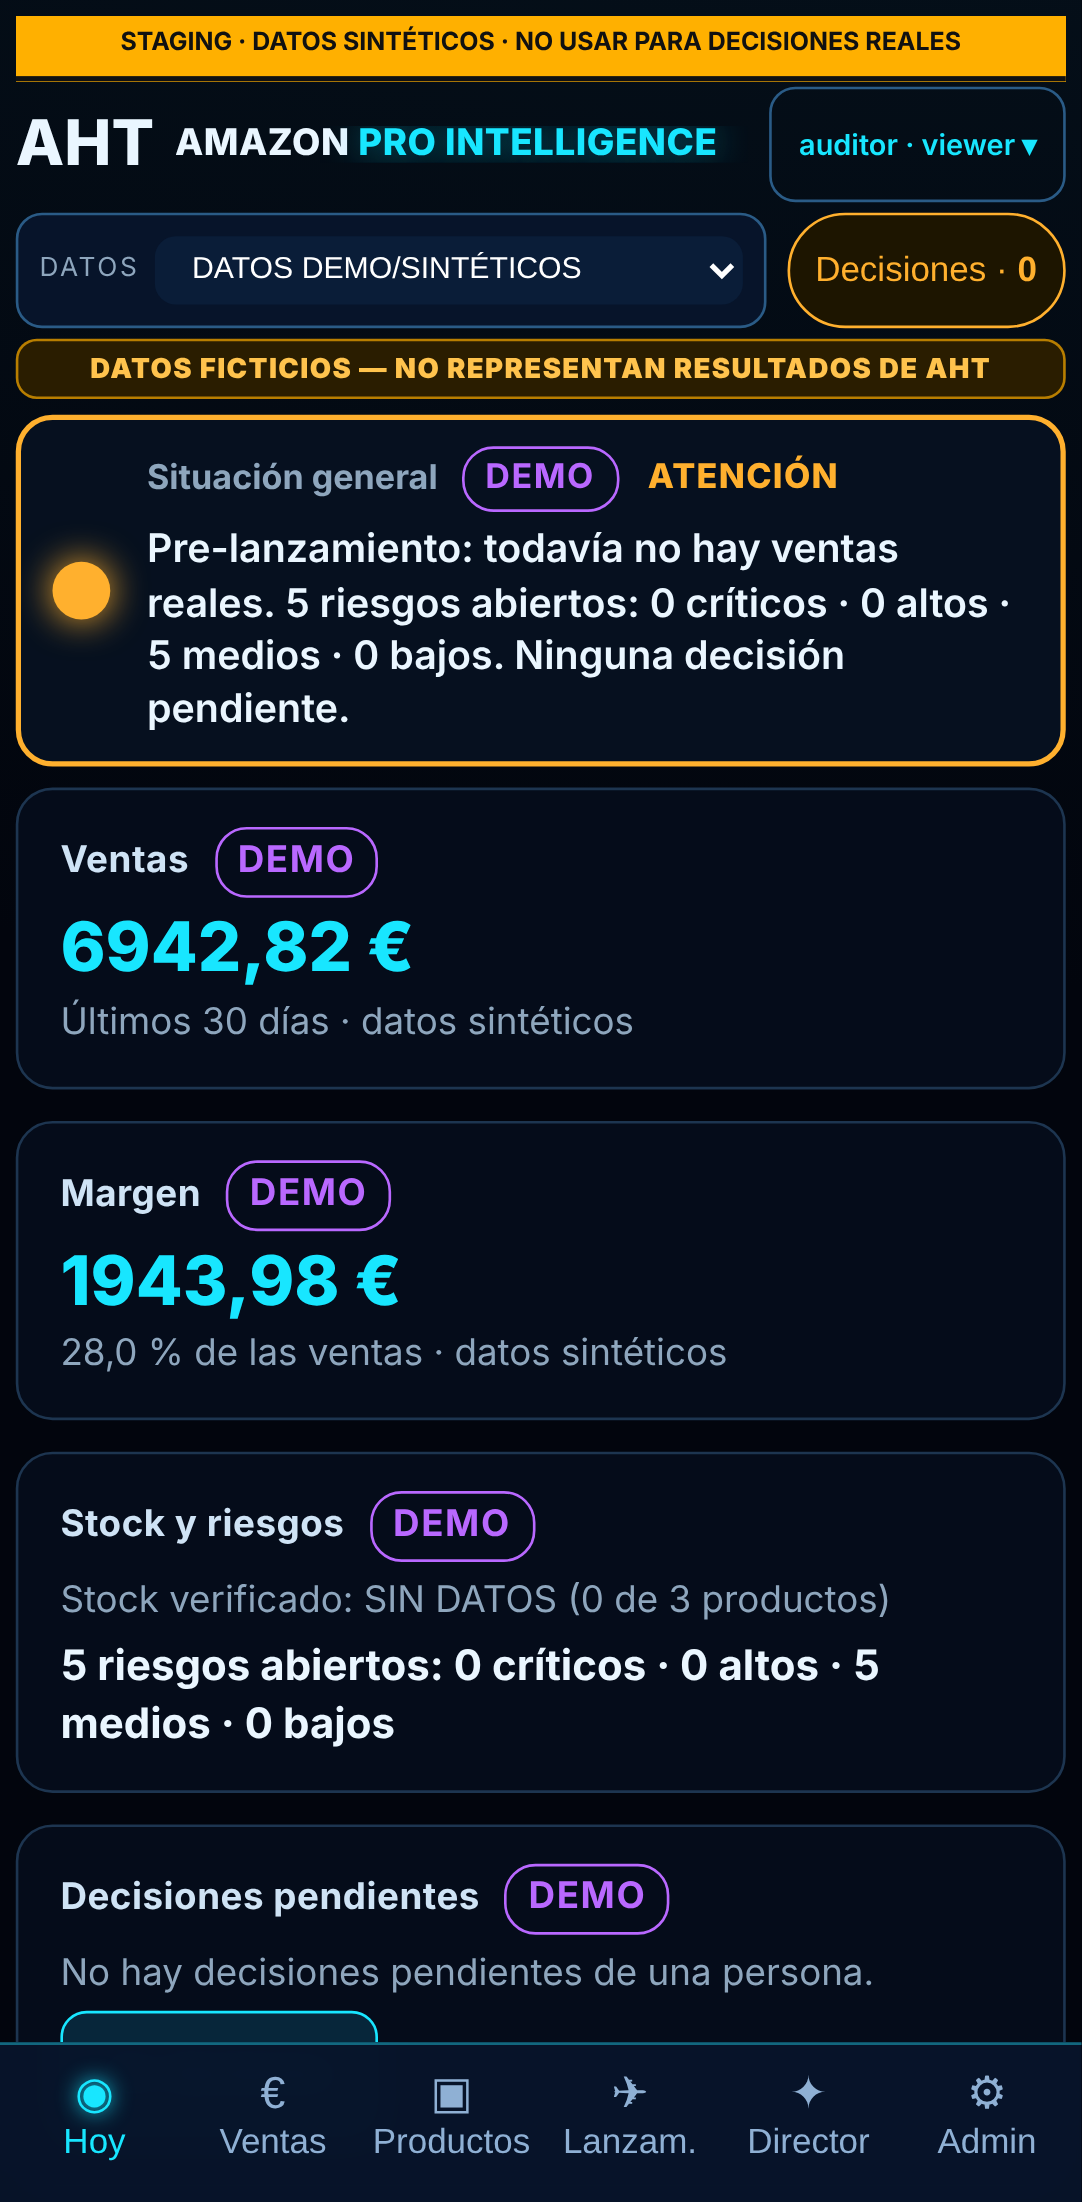 STAGING · DATOS SINTÉTICOS · NO USAR PARA DECISIONES REALES
AHT AMAZON PRO INTELLIGENCE
auditor · viewer ▾
DATOS DATOS DEMO/SINTÉTICOS
Decisiones · 0
DATOS FICTICIOS — NO REPRESENTAN RESULTADOS DE AHT
Situación general DEMO ATENCIÓN
Pre-lanzamiento: todavía no hay ventas
reales. 5 riesgos abiertos: 0 críticos · 0 altos ·
5 medios · 0 bajos. Ninguna decisión
pendiente.
Ventas DEMO
6942,82 €
Últimos 30 días · datos sintéticos
Margen DEMO
1943,98 €
28,0 % de las ventas · datos sintéticos
Stock y riesgos DEMO
Stock verificado: SIN DATOS (0 de 3 productos)
5 riesgos abiertos: 0 críticos · 0 altos · 5
medios · 0 bajos
Decisiones pendientes DEMO
No hay decisiones pendientes de una persona.
◉ € ▣ ✈ ✦ ⚙
Hoy Ventas Productos Lanzam. Director Admin